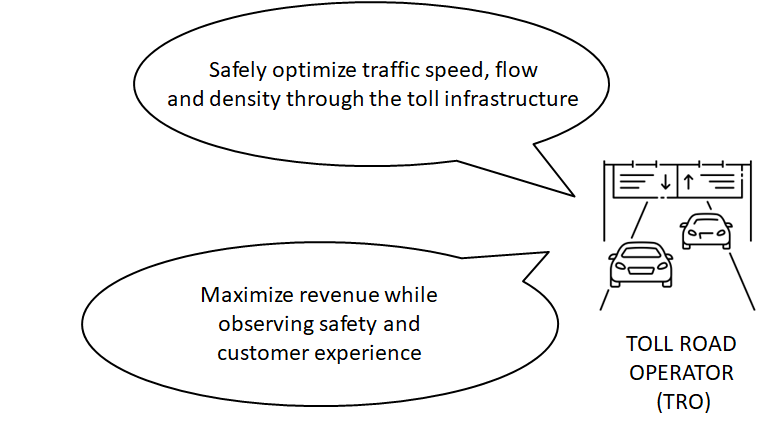 Safely optimize traffic speed, flow
and density through the toll infrastructure
Maximize revenue while
observing safety and
customer experience
TOLL ROAD
OPERATOR
(TRO)